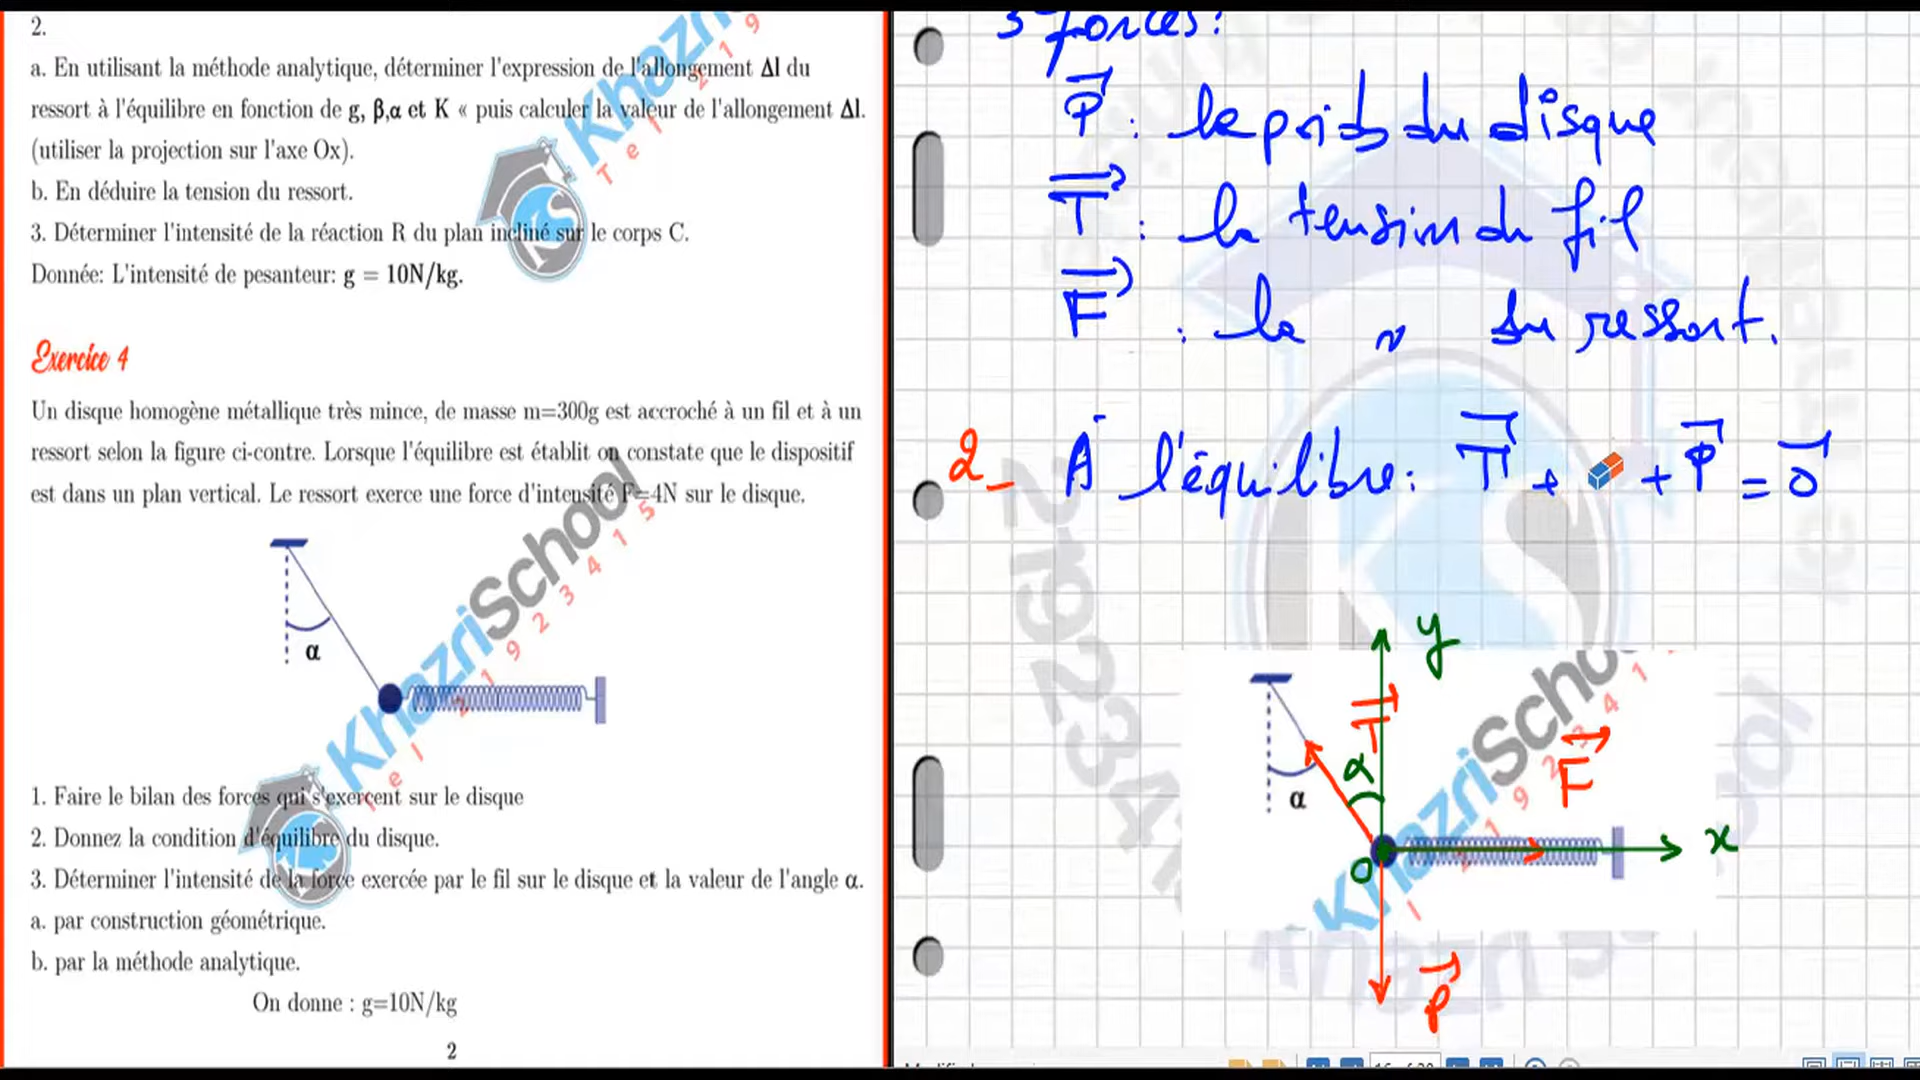 2.
a. En utilisant la méthode analytique, déterminer l'expression de l'allongement Δl du
ressort à l'équilibre en fonction de g, β,α et K « puis calculer la valeur de l'allongement Δl.
(utiliser la projection sur l'axe Ox).
b. En déduire la tension du ressort.
3. Déterminer l'intensité de la réaction R du plan incliné sur le corps C.
Donnée: L'intensité de pesanteur: g = 10N/kg.
Exercice 4
Un disque homogène métallique très mince, de masse m=300g est accroché à un fil et à un
ressort selon la figure ci-contre. Lorsque l'équilibre est établit on constate que le dispositif
est dans un plan vertical. Le ressort exerce une force d'intensité F=4N sur le disque.
α
1. Faire le bilan des forces qui s'exercent sur le disque
2. Donnez la condition d'équilibre du disque.
3. Déterminer l'intensité de la force exercée par le fil sur le disque et la valeur de l'angle α.
a. par construction géométrique.
b. par la méthode analytique.
On donne : g=10N/kg
2
KhazriSchool
3 forces:
P : le poids du disque
T : la tension du fil
F : la " du ressort.
2_ À l'équilibre: T + + P = 0
y
T
α
F
α
x
O
P
KhazriSchool